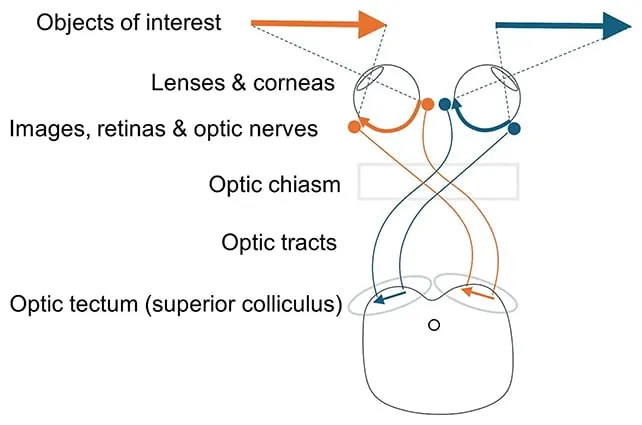 Objects of interest
Lenses & corneas
Images, retinas & optic nerves
Optic chiasm
Optic tracts
Optic tectum (superior colliculus)